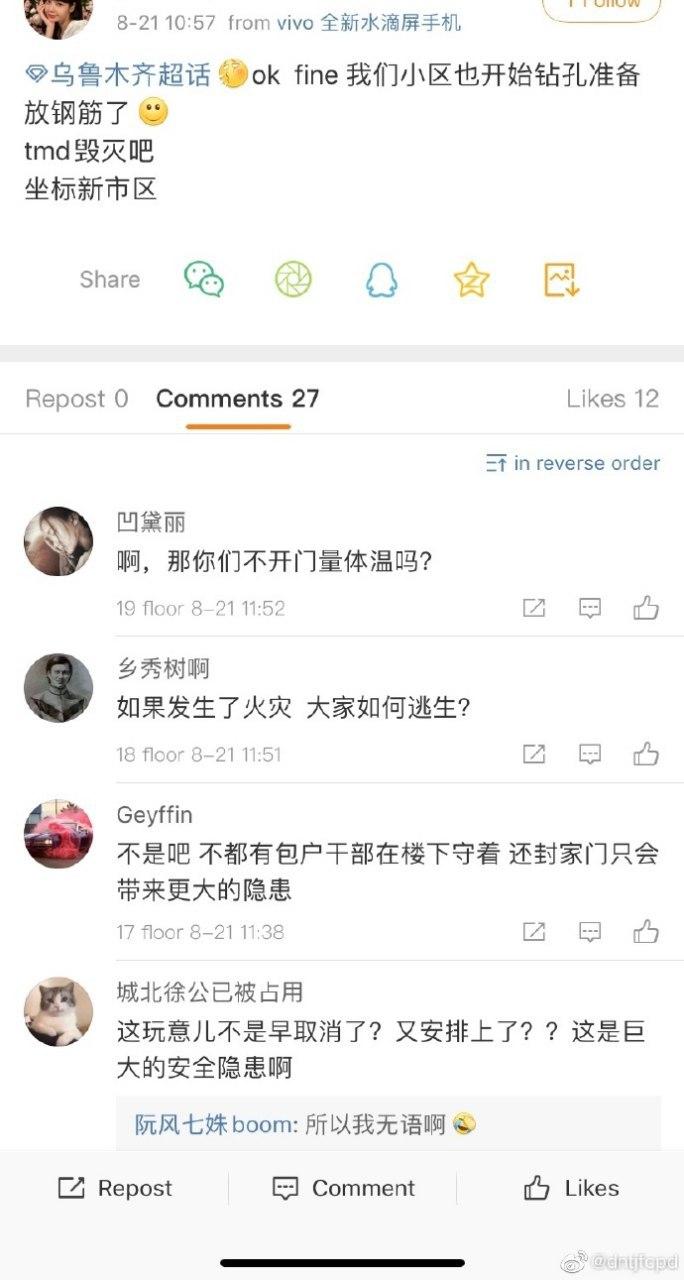 8-21 10:57 from vivo 全新水滴屏手机
乌鲁木齐超话 ok fine 我们小区也开始钻孔准备
放钢筋了
tmd毁灭吧
坐标新市区
Share
Repost 0 Comments 27 Likes 12
in reverse order
凹黛丽
啊，那你们不开门量体温吗?
19 floor 8-21 11:52
乡秀树啊
如果发生了火灾 大家如何逃生?
18 floor 8-21 11:51
Geyffin
不是吧 不都有包户干部在楼下守着 还封家门只会
带来更大的隐患
17 floor 8-21 11:38
城北徐公已被占用
这玩意儿不是早取消了？又安排上了？？这是巨
大的安全隐患啊
阮风七姝boom: 所以我无语啊
Repost Comment Likes
@dntjfcpd